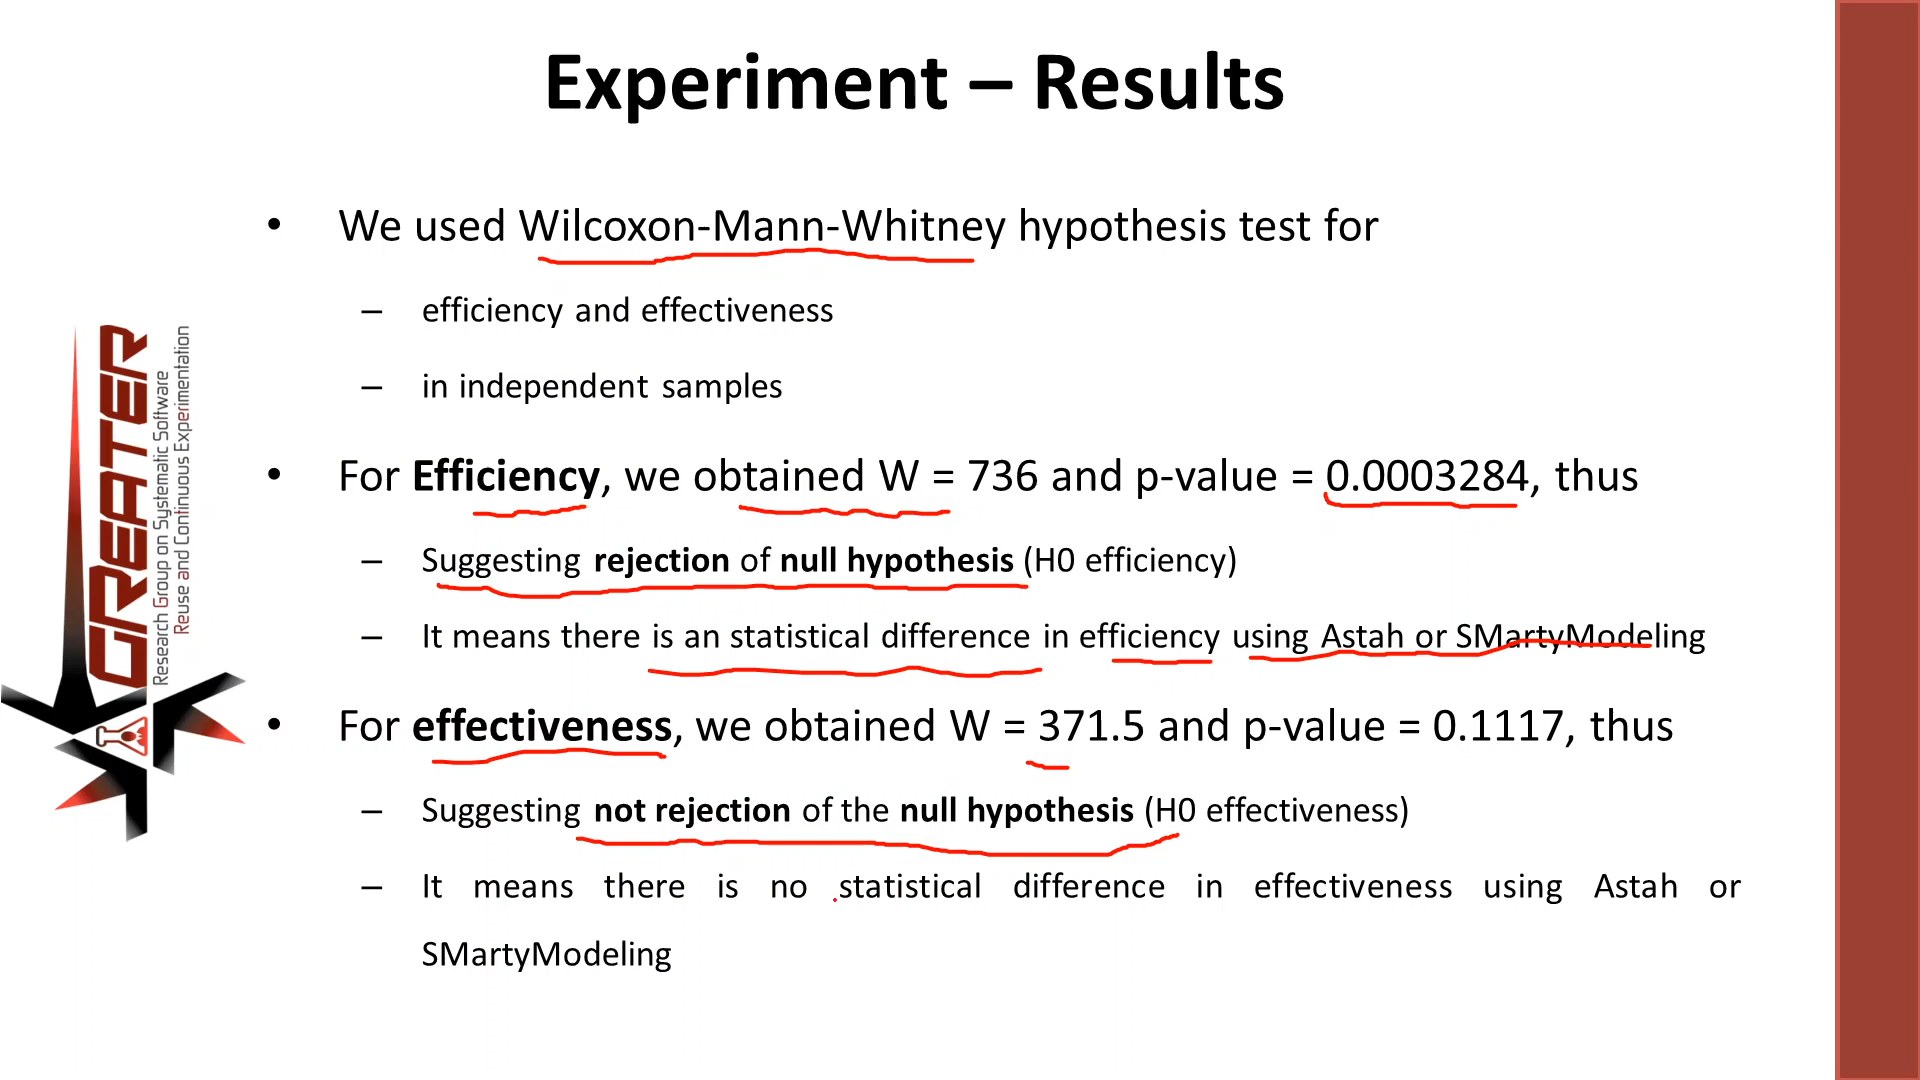 Experiment – Results
• We used Wilcoxon-Mann-Whitney hypothesis test for
– efficiency and effectiveness
– in independent samples
• For Efficiency, we obtained W = 736 and p-value = 0.0003284, thus
– Suggesting rejection of null hypothesis (H0 efficiency)
– It means there is an statistical difference in efficiency using Astah or SMartyModeling
• For effectiveness, we obtained W = 371.5 and p-value = 0.1117, thus
– Suggesting not rejection of the null hypothesis (H0 effectiveness)
– It means there is no statistical difference in effectiveness using Astah or
SMartyModeling
GREATER
Research Group on Systematic Software
Reuse and Continuous Experimentation